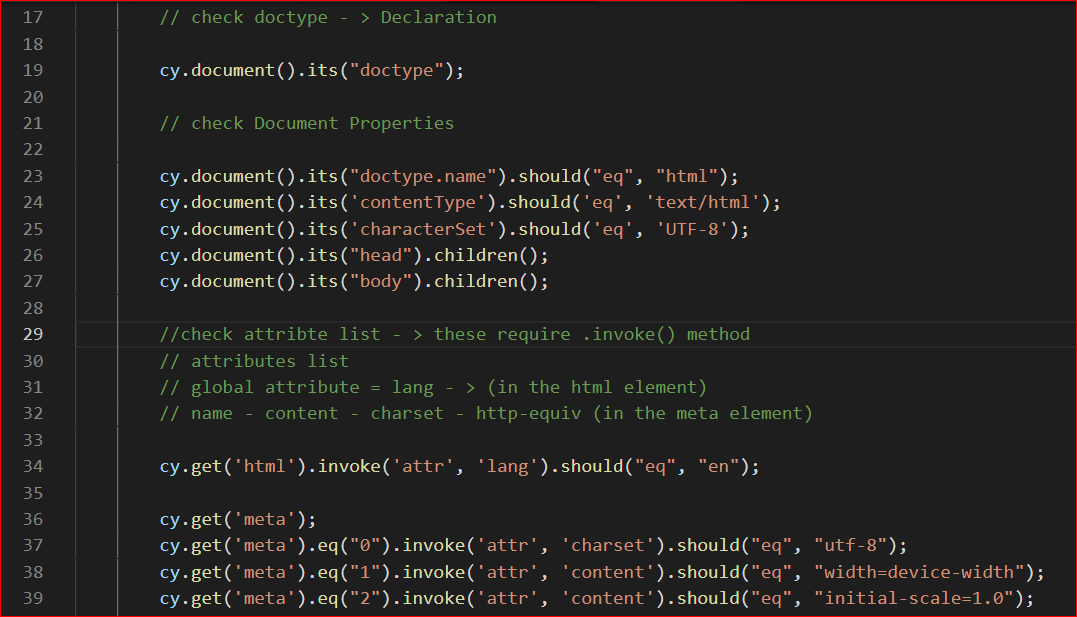 17 // check doctype - > Declaration
18
19 cy.document().its("doctype");
20
21 // check Document Properties
22
23 cy.document().its("doctype.name").should("eq", "html");
24 cy.document().its('contentType').should('eq', 'text/html');
25 cy.document().its('characterSet').should('eq', 'UTF-8');
26 cy.document().its("head").children();
27 cy.document().its("body").children();
28
29 //check attribte list - > these require .invoke() method
30 // attributes list
31 // global attribute = lang - > (in the html element)
32 // name - content - charset - http-equiv (in the meta element)
33
34 cy.get('html').invoke('attr', 'lang').should("eq", "en");
35
36 cy.get('meta');
37 cy.get('meta').eq("0").invoke('attr', 'charset').should("eq", "utf-8");
38 cy.get('meta').eq("1").invoke('attr', 'content').should("eq", "width=device-width");
39 cy.get('meta').eq("2").invoke('attr', 'content').should("eq", "initial-scale=1.0");